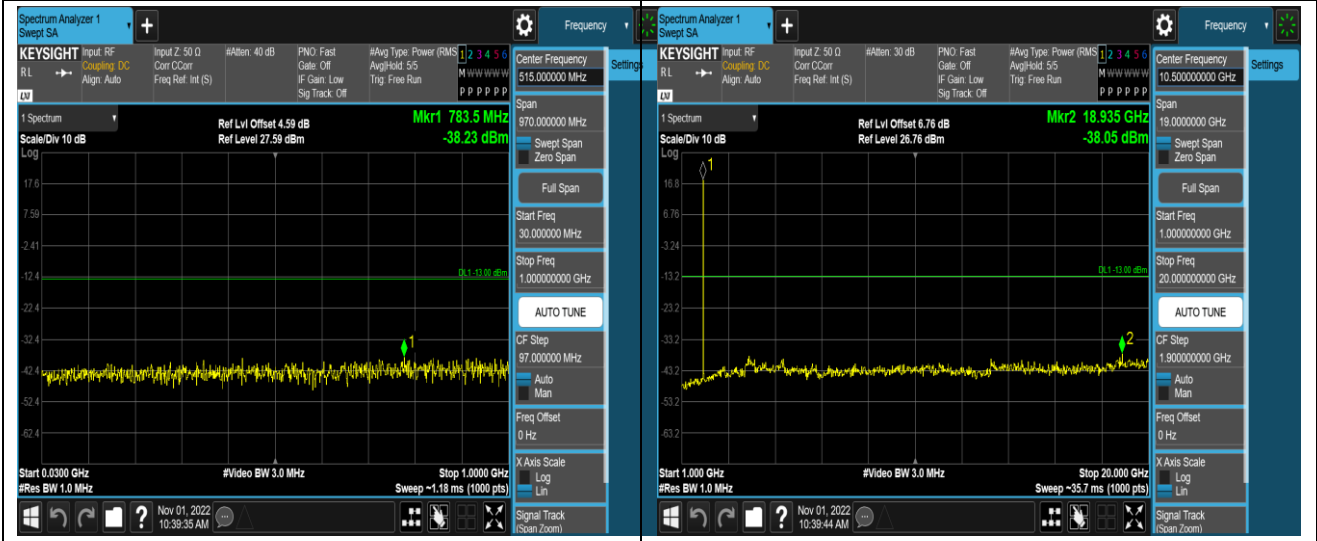 Spectrum Analyzer 1
Swept SA
+
Frequency
KEYSIGHT
RL
LXI
Input: RF
Coupling: DC
Align: Auto
Input Z: 50 Ω
Corr CCorr
Freq Ref: Int (S)
#Atten: 40 dB
PNO: Fast
Gate: Off
IF Gain: Low
Sig Track: Off
#Avg Type: Power (RMS
Avg|Hold: 5/5
Trig: Free Run
1 2 3 4 5 6
M W W W W W
P P P P P P
Center Frequency
515.000000 MHz
Settings
Span
970.000000 MHz
Swept Span
Zero Span
Full Span
Start Freq
30.000000 MHz
Stop Freq
1.000000000 GHz
AUTO TUNE
CF Step
97.000000 MHz
Auto
Man
Freq Offset
0 Hz
X Axis Scale
Log
Lin
Signal Track
(Span Zoom)
1 Spectrum
Scale/Div 10 dB
Log
Ref Lvl Offset 4.59 dB
Ref Level 27.59 dBm
Mkr1 783.5 MHz
-38.23 dBm
17.6
7.59
-2.41
-12.4
DL1 -13.00 dBm
-22.4
-32.4
1
-42.4
-52.4
-62.4
Start 0.0300 GHz
#Res BW 1.0 MHz
#Video BW 3.0 MHz
Stop 1.0000 GHz
Sweep ~1.18 ms (1000 pts)
?
Nov 01, 2022
10:39:35 AM
Spectrum Analyzer 1
Swept SA
+
Frequency
KEYSIGHT
RL
LXI
Input: RF
Coupling: DC
Align: Auto
Input Z: 50 Ω
Corr CCorr
Freq Ref: Int (S)
#Atten: 30 dB
PNO: Fast
Gate: Off
IF Gain: Low
Sig Track: Off
#Avg Type: Power (RMS
Avg|Hold: 5/5
Trig: Free Run
1 2 3 4 5 6
M W W W W W
P P P P P P
Center Frequency
10.500000000 GHz
Settings
Span
19.0000000 GHz
Swept Span
Zero Span
Full Span
Start Freq
1.000000000 GHz
Stop Freq
20.000000000 GHz
AUTO TUNE
CF Step
1.900000000 GHz
Auto
Man
Freq Offset
0 Hz
X Axis Scale
Log
Lin
Signal Track
(Span Zoom)
1 Spectrum
Scale/Div 10 dB
Log
Ref Lvl Offset 6.76 dB
Ref Level 26.76 dBm
Mkr2 18.935 GHz
-38.05 dBm
1
16.8
6.76
-3.24
-13.2
DL1 -13.00 dBm
-23.2
-33.2
2
-43.2
-53.2
-63.2
Start 1.000 GHz
#Res BW 1.0 MHz
#Video BW 3.0 MHz
Stop 20.000 GHz
Sweep ~35.7 ms (1000 pts)
?
Nov 01, 2022
10:39:44 AM